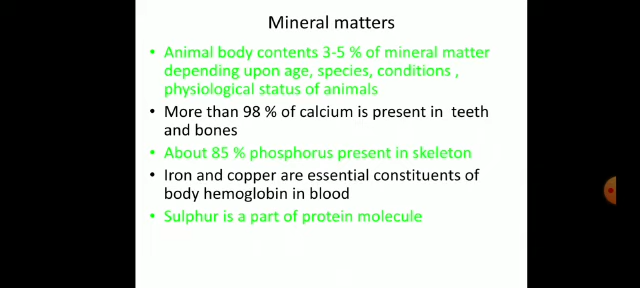 Mineral matters
• Animal body contents 3-5 % of mineral matter
depending upon age, species, conditions ,
physiological status of animals
• More than 98 % of calcium is present in teeth
and bones
• About 85 % phosphorus present in skeleton
• Iron and copper are essential constituents of
body hemoglobin in blood
• Sulphur is a part of protein molecule